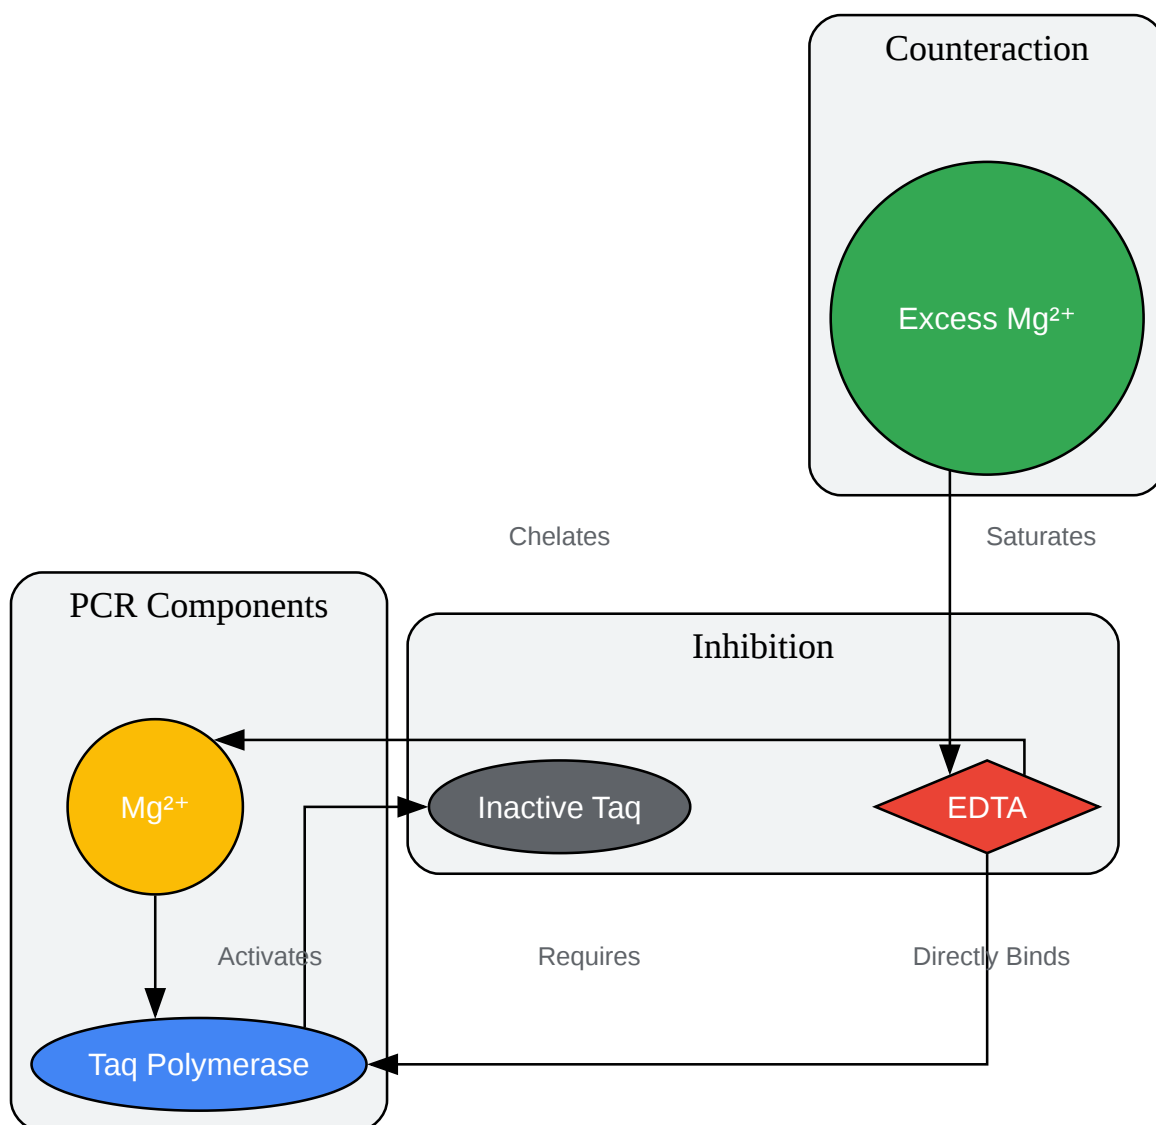 Counteraction
Excess Mg²⁺
Chelates
Saturates
PCR Components
Inhibition
Mg²⁺
Inactive Taq
EDTA
Activates
Requires
Directly Binds
Taq Polymerase